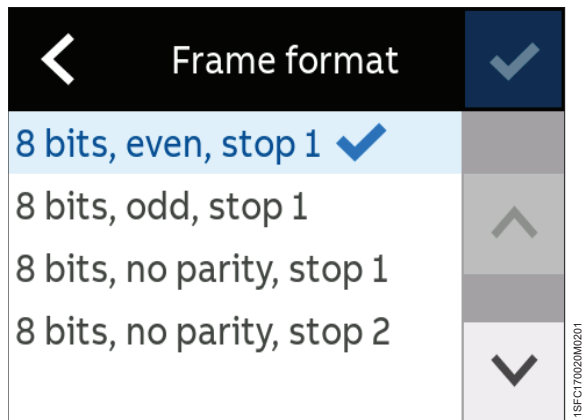 Frame format
8 bits, even, stop 1
8 bits, odd, stop 1
8 bits, no parity, stop 1
8 bits, no parity, stop 2
1SFC170020M0201